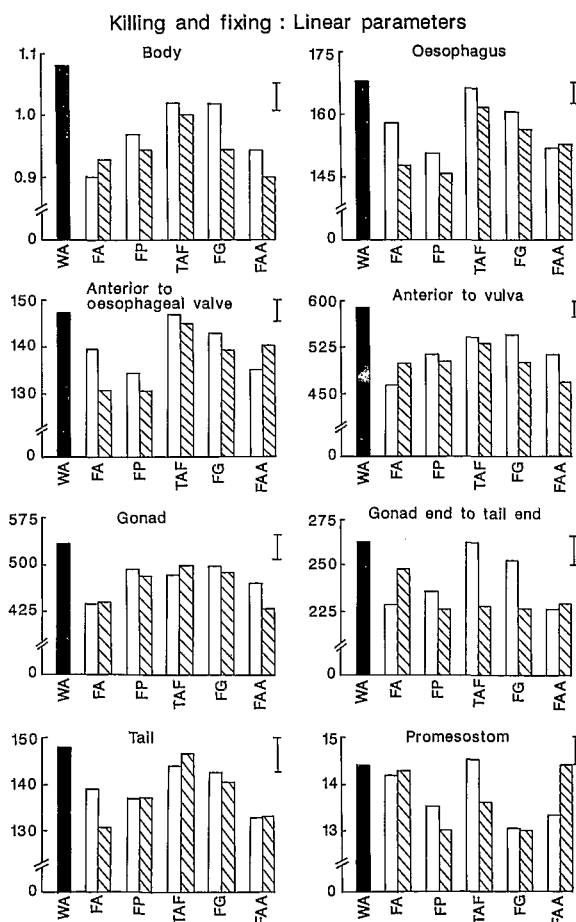 Killing and fixing : Linear parameters
Body
1.1
1.0
0.9
0
WA FA FP TAF FG FAA
Oesophagus
175
160
145
0
WA FA FP TAF FG FAA
Anterior to
oesophageal valve
150
140
130
0
WA FA FP TAF FG FAA
Anterior to vulva
600
525
450
0
WA FA FP TAF FG FAA
Gonad
575
500
425
0
WA FA FP TAF FG FAA
Gonad end to tail end
275
250
225
0
WA FA FP TAF FG FAA
Tail
150
140
130
0
WA FA FP TAF FG FAA
Promesostom
15
14
13
0
WA FA FP TAF FG FAA